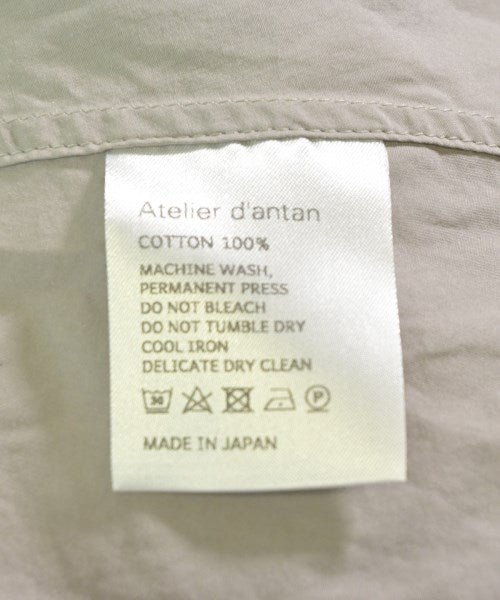 Atelier d'antan
COTTON 100%
MACHINE WASH,
PERMANENT PRESS
DO NOT BLEACH
DO NOT TUMBLE DRY
COOL IRON
DELICATE DRY CLEAN
30 P
MADE IN JAPAN